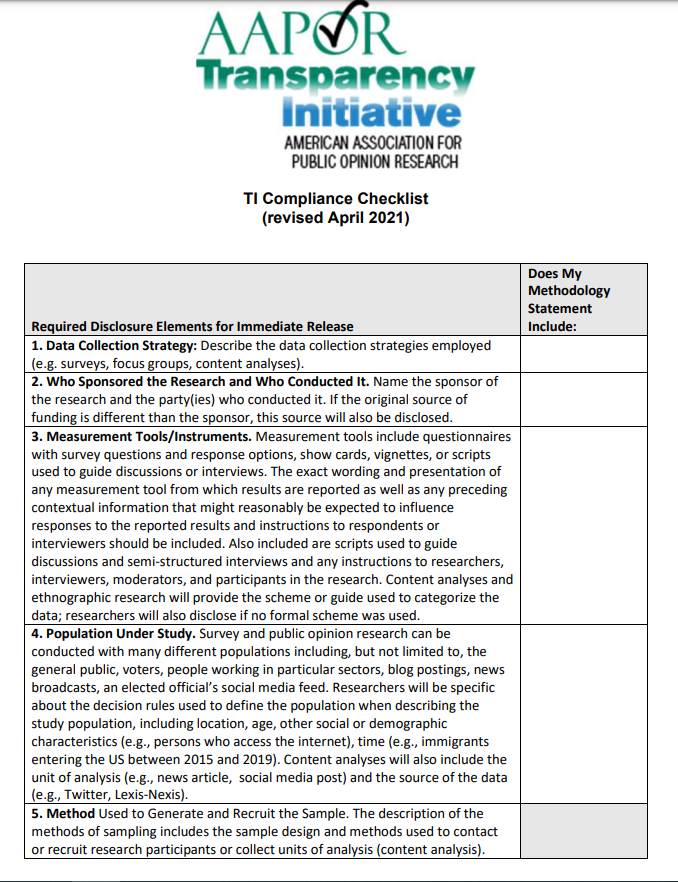 AAPOR
Transparency
Initiative
AMERICAN ASSOCIATION FOR
PUBLIC OPINION RESEARCH
TI Compliance Checklist
(revised April 2021)
Required Disclosure Elements for Immediate Release
Does My
Methodology
Statement
Include:
1. Data Collection Strategy: Describe the data collection strategies employed
(e.g. surveys, focus groups, content analyses).
2. Who Sponsored the Research and Who Conducted It. Name the sponsor of
the research and the party(ies) who conducted it. If the original source of
funding is different than the sponsor, this source will also be disclosed.
3. Measurement Tools/Instruments. Measurement tools include questionnaires
with survey questions and response options, show cards, vignettes, or scripts
used to guide discussions or interviews. The exact wording and presentation of
any measurement tool from which results are reported as well as any preceding
contextual information that might reasonably be expected to influence
responses to the reported results and instructions to respondents or
interviewers should be included. Also included are scripts used to guide
discussions and semi-structured interviews and any instructions to researchers,
interviewers, moderators, and participants in the research. Content analyses and
ethnographic research will provide the scheme or guide used to categorize the
data; researchers will also disclose if no formal scheme was used.
4. Population Under Study. Survey and public opinion research can be
conducted with many different populations including, but not limited to, the
general public, voters, people working in particular sectors, blog postings, news
broadcasts, an elected official's social media feed. Researchers will be specific
about the decision rules used to define the population when describing the
study population, including location, age, other social or demographic
characteristics (e.g., persons who access the internet), time (e.g., immigrants
entering the US between 2015 and 2019). Content analyses will also include the
unit of analysis (e.g., news article, social media post) and the source of the data
(e.g., Twitter, Lexis-Nexis).
5. Method Used to Generate and Recruit the Sample. The description of the
methods of sampling includes the sample design and methods used to contact
or recruit research participants or collect units of analysis (content analysis).